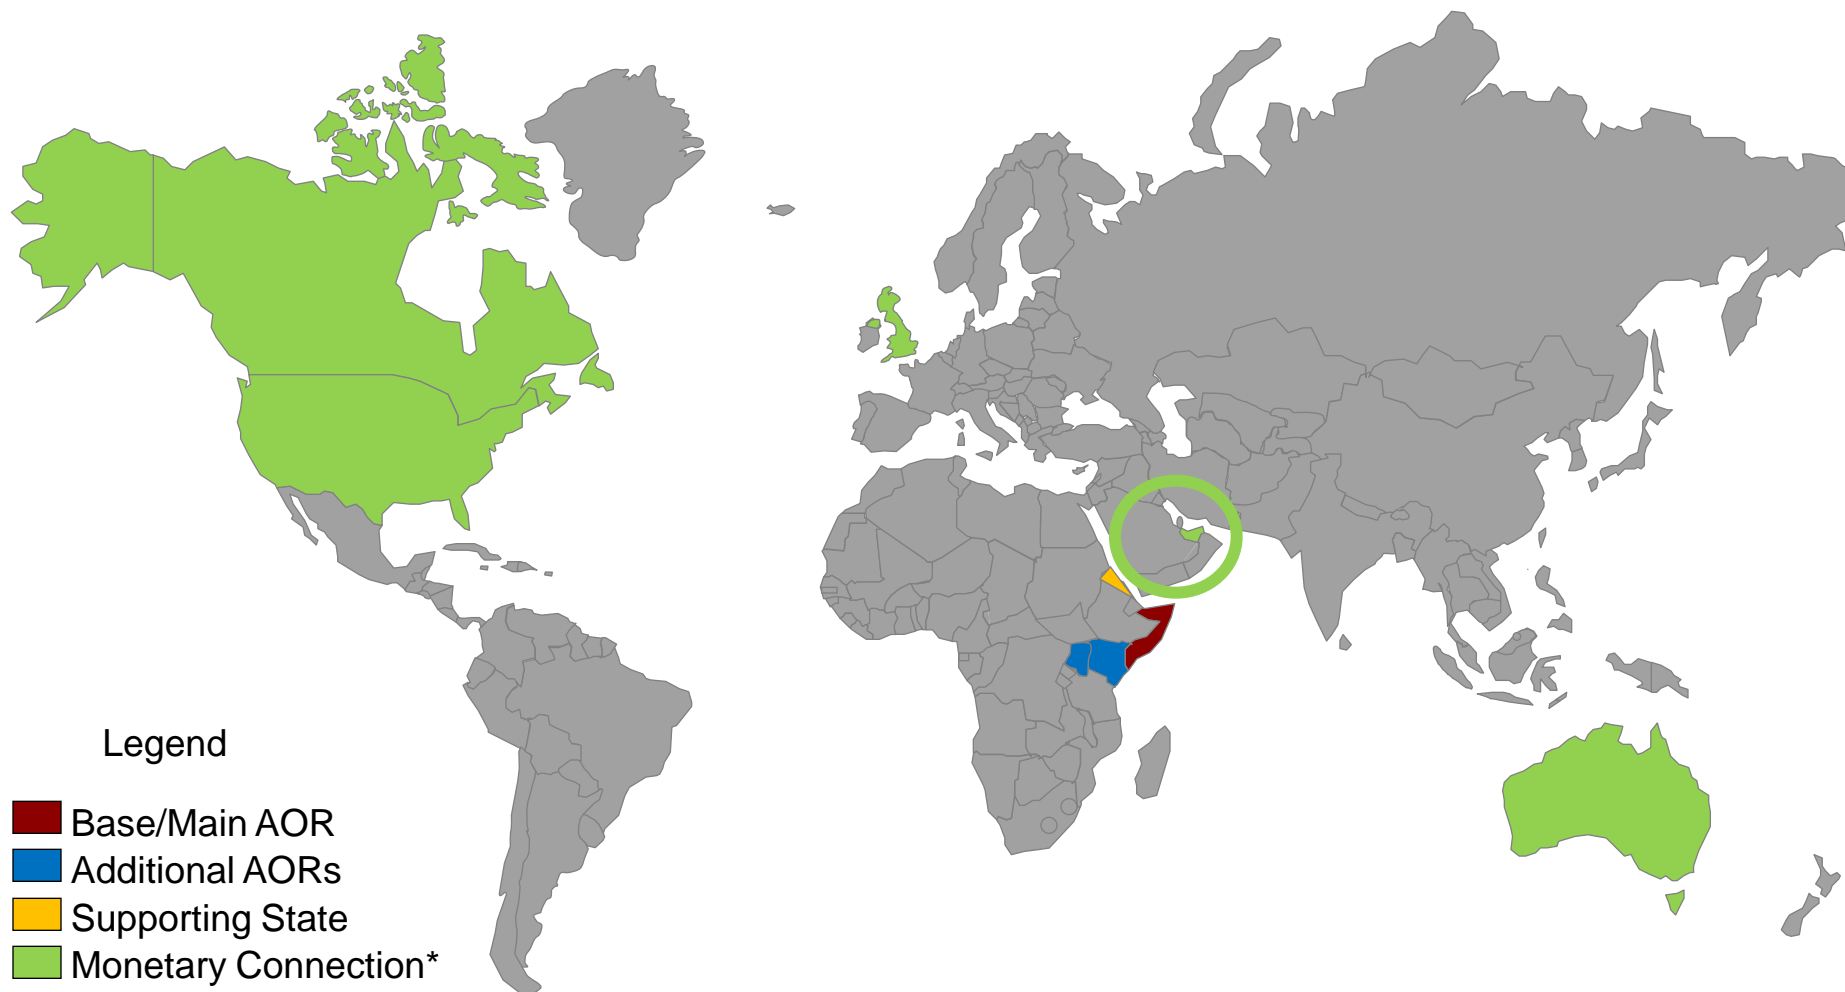 Legend
Base/Main AOR
Additional AORs
Supporting State
Monetary Connection*